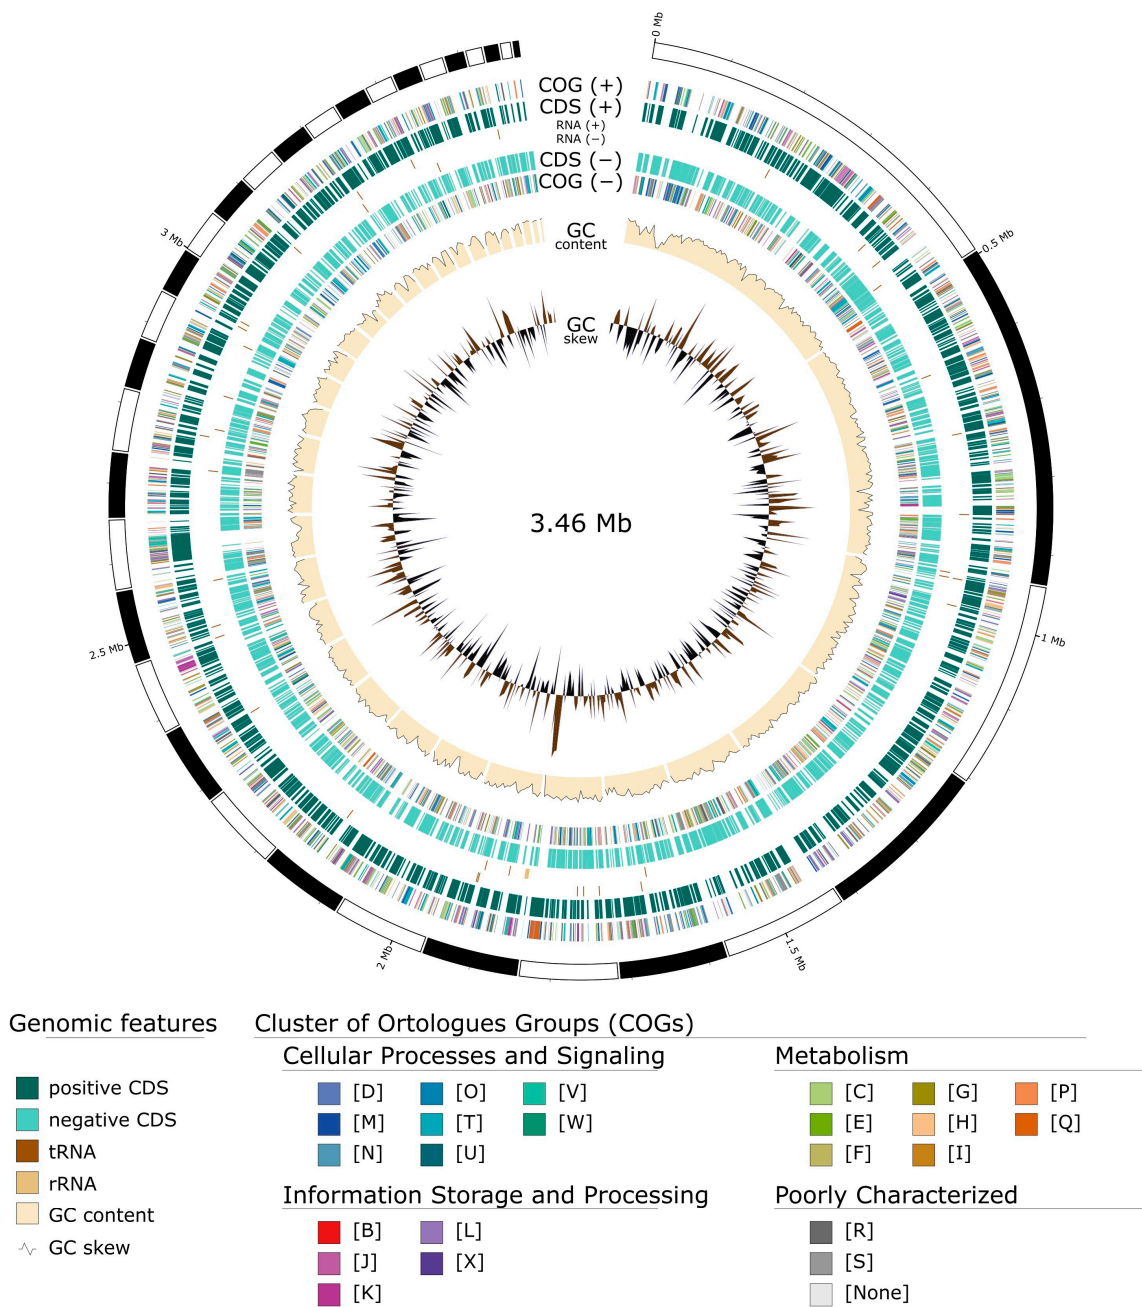 0 Mb
COG (+)
CDS (+)
RNA (+)
RNA (−)
CDS (−)
COG (−)
GC
content
0.5 Mb
3 Mb
GC
skew
3.46 Mb
1 Mb
2.5 Mb
2 Mb
1.5 Mb
Genomic features
positive CDS
negative CDS
tRNA
rRNA
GC content
GC skew
Cluster of Ortologues Groups (COGs)
Cellular Processes and Signaling
[D] [O] [V]
[M] [T] [W]
[N] [U]
Metabolism
[C] [G] [P]
[E] [H] [Q]
[F] [I]
Information Storage and Processing
[B] [L]
[J] [X]
[K]
Poorly Characterized
[R]
[S]
[None]